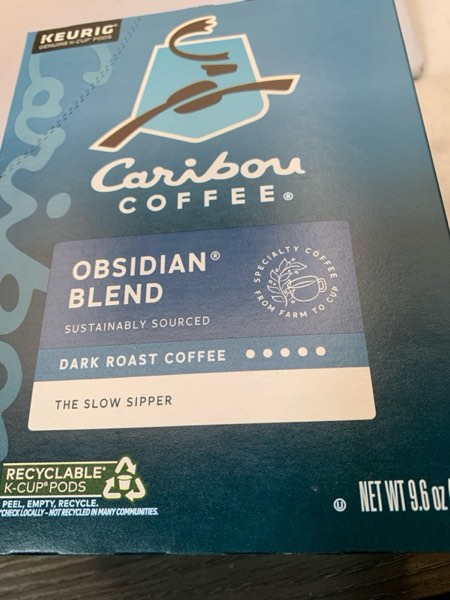 KEURIG®
GENUINE K-CUP® PODS
Caribou
COFFEE®
OBSIDIAN®
BLEND
SUSTAINABLY SOURCED
SPECIALTY COFFEE
FROM FARM TO CUP
DARK ROAST COFFEE
THE SLOW SIPPER
RECYCLABLE*
K-CUP® PODS
PEEL, EMPTY, RECYCLE.
*CHECK LOCALLY – NOT RECYCLED IN MANY COMMUNITIES.
U
NET WT 9.6 oz